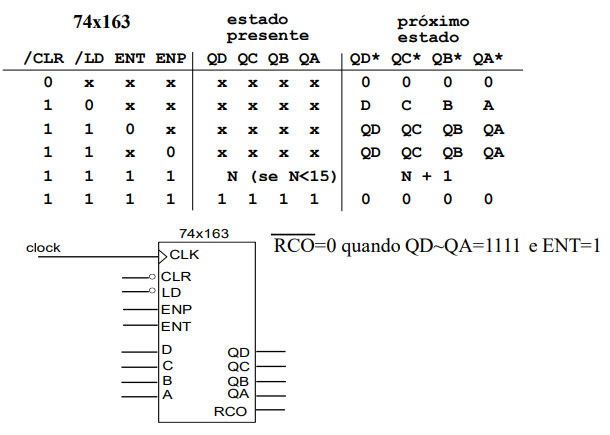 74x163 estado próximo
presente estado
/CLR /LD ENT ENP QD QC QB QA QD* QC* QB* QA*
0 x x x x x x x 0 0 0 0
1 0 x x x x x x D C B A
1 1 0 x x x x x QD QC QB QA
1 1 x 0 x x x x QD QC QB QA
1 1 1 1 N (se N<15) N + 1
1 1 1 1 1 1 1 1 0 0 0 0
74x163
R̅C̅O̅=0 quando QD~QA=1111 e ENT=1
clock
CLK
CLR
LD
ENP
ENT
D QD
C QC
B QB
A QA
RCO